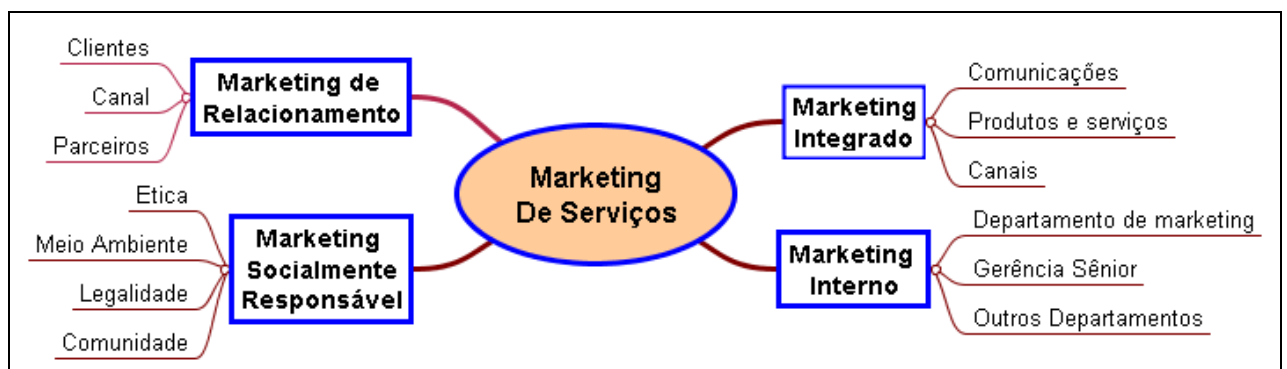 Clientes
Canal
Parceiros
Marketing de
Relacionamento
Etica
Meio Ambiente
Legalidade
Comunidade
Marketing
Socialmente
Responsável
Marketing
De Serviços
Marketing
Integrado
Comunicações
Produtos e serviços
Canais
Marketing
Interno
Departamento de marketing
Gerência Sênior
Outros Departamentos